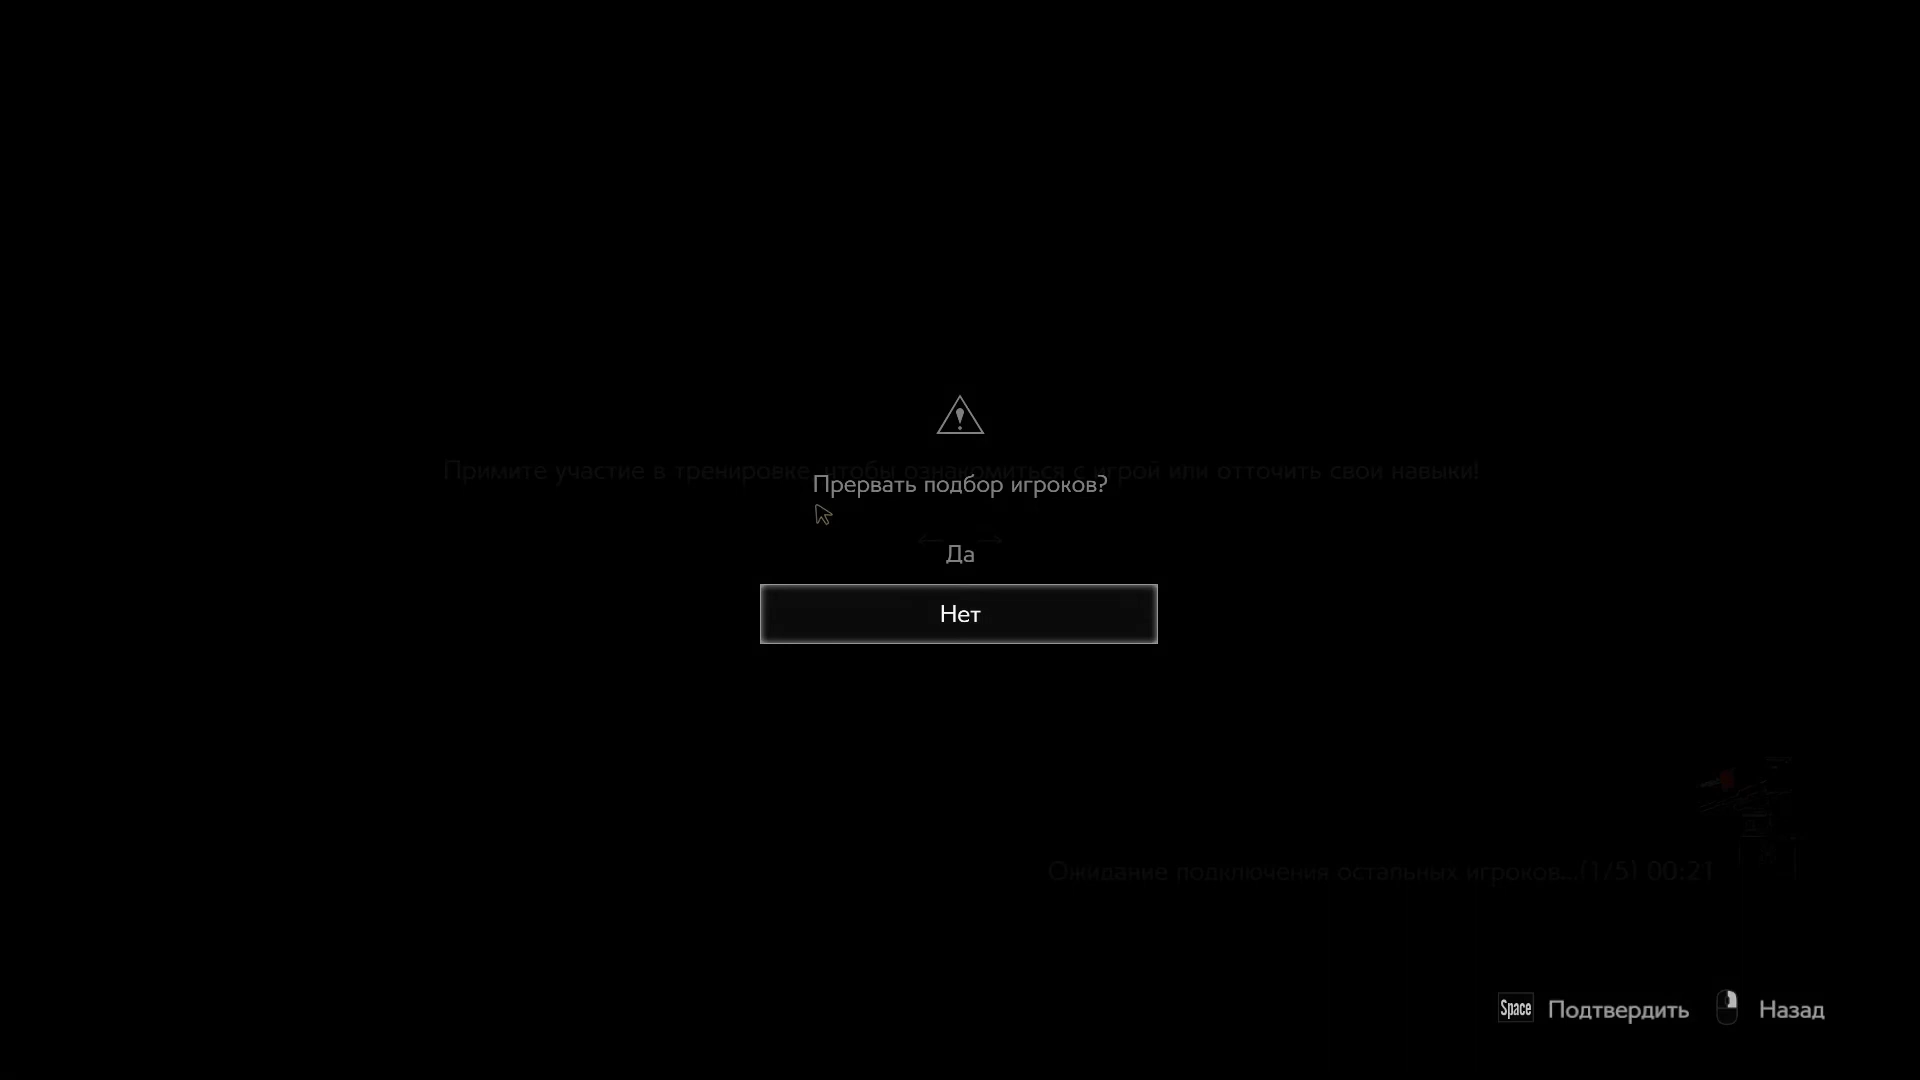 Примите участие в тренировке, чтобы ознакомиться с игрой или отточить свои навыки!
Прервать подбор игроков?
Да
Нет
Ожидание подключения остальных игроков...[1/5] 00:21
Space Подтвердить Назад